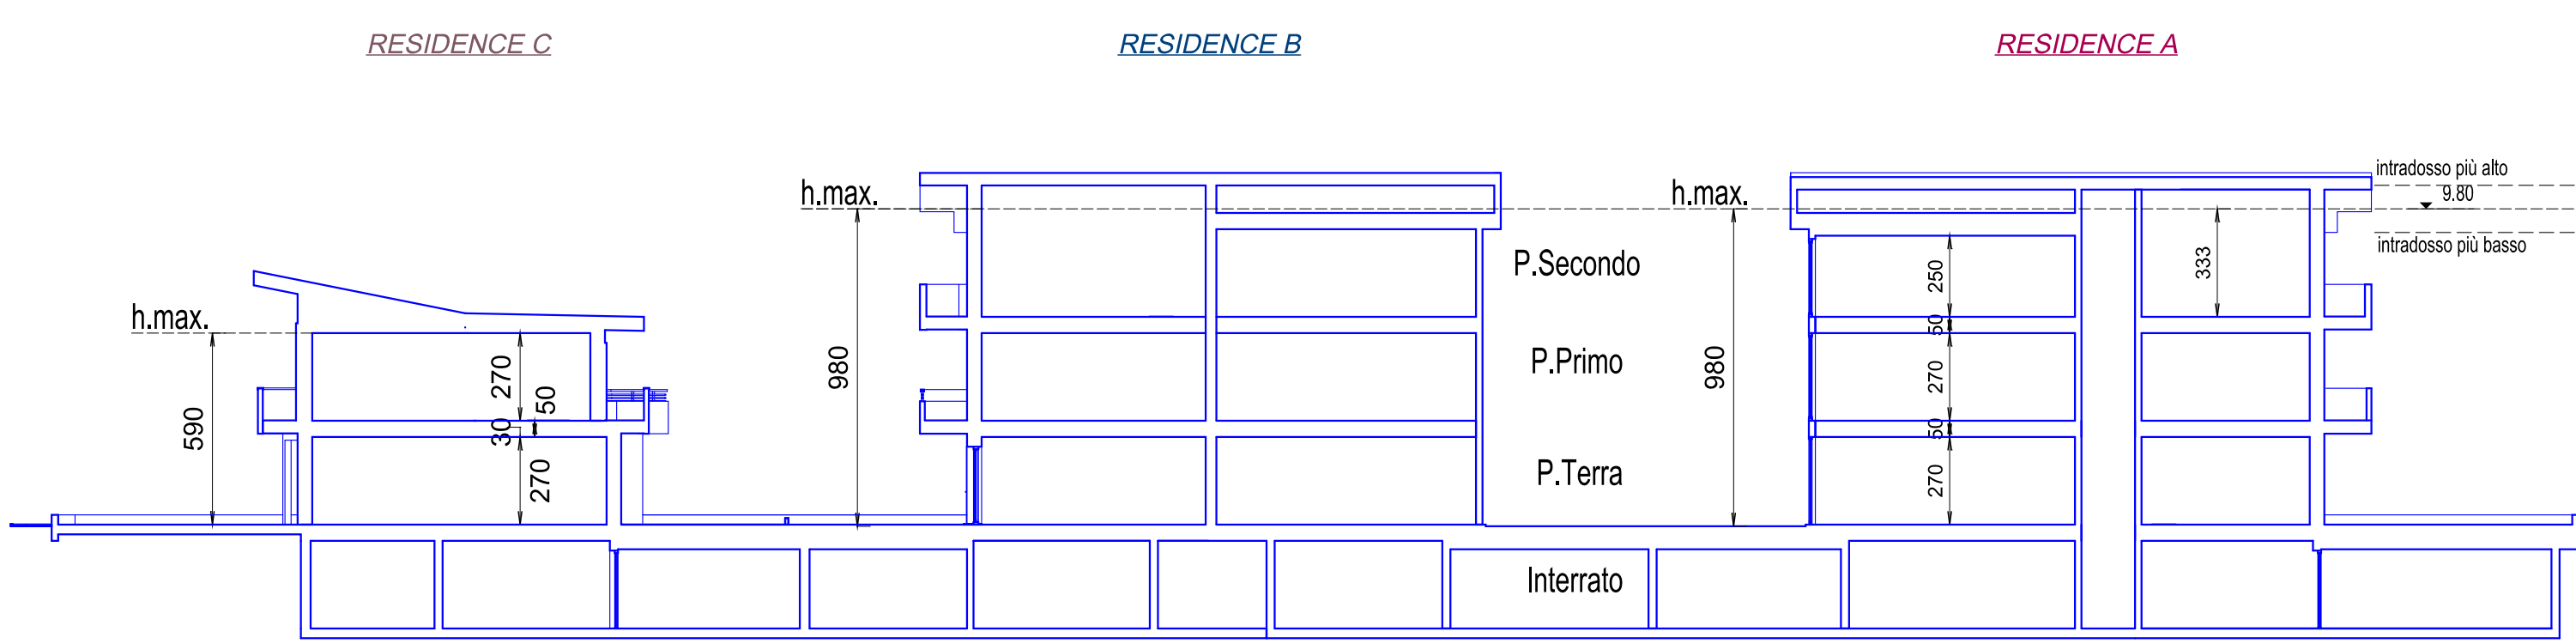 RESIDENCE C
RESIDENCE B
RESIDENCE A
intradosso più alto
h.max.
h.max.
9.80
intradosso più basso
P.Secondo
250
333
h.max.
50
270
50
30
590
980
P.Primo
980
270
50
270
P.Terra
270
Interrato